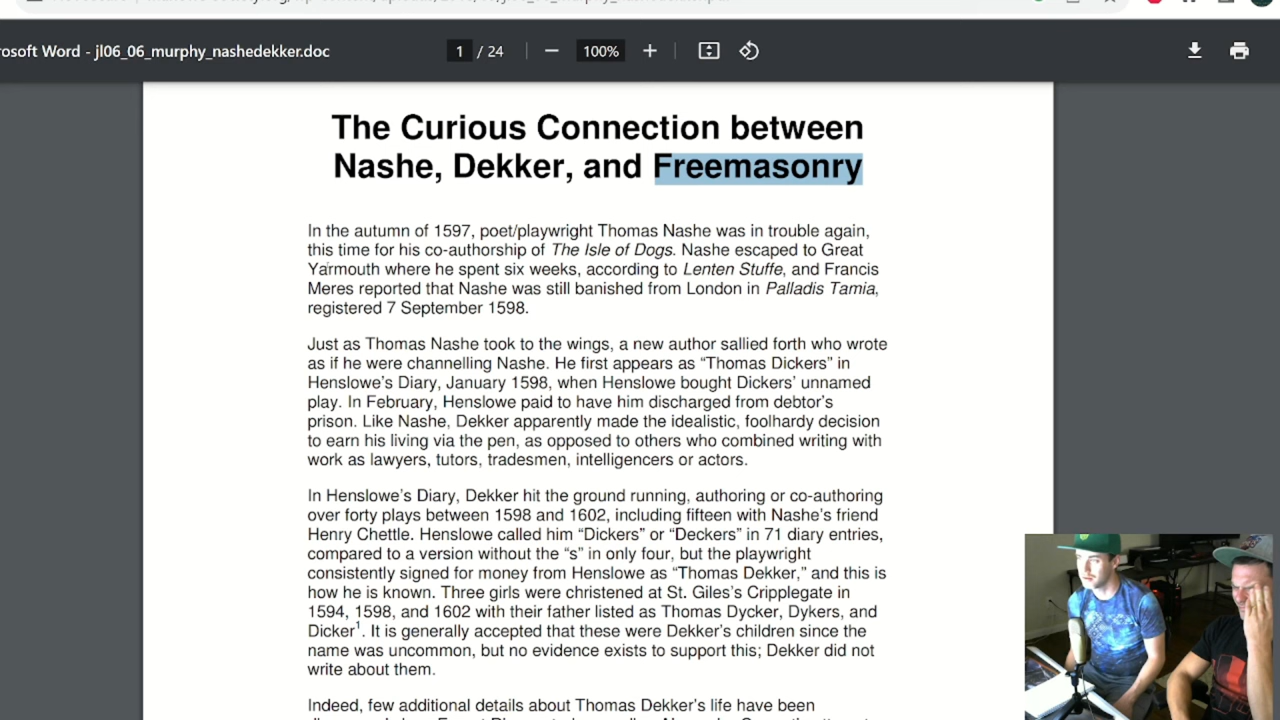 rosoft Word - jl06_06_murphy_nashedekker.doc
1 / 24
100%
The Curious Connection between
Nashe, Dekker, and Freemasonry
In the autumn of 1597, poet/playwright Thomas Nashe was in trouble again,
this time for his co-authorship of The Isle of Dogs. Nashe escaped to Great
Yarmouth where he spent six weeks, according to Lenten Stuffe, and Francis
Meres reported that Nashe was still banished from London in Palladis Tamia,
registered 7 September 1598.
Just as Thomas Nashe took to the wings, a new author sallied forth who wrote
as if he were channelling Nashe. He first appears as “Thomas Dickers” in
Henslowe’s Diary, January 1598, when Henslowe bought Dickers’ unnamed
play. In February, Henslowe paid to have him discharged from debtor’s
prison. Like Nashe, Dekker apparently made the idealistic, foolhardy decision
to earn his living via the pen, as opposed to others who combined writing with
work as lawyers, tutors, tradesmen, intelligencers or actors.
In Henslowe’s Diary, Dekker hit the ground running, authoring or co-authoring
over forty plays between 1598 and 1602, including fifteen with Nashe’s friend
Henry Chettle. Henslowe called him “Dickers” or “Deckers” in 71 diary entries,
compared to a version without the “s” in only four, but the playwright
consistently signed for money from Henslowe as “Thomas Dekker,” and this is
how he is known. Three girls were christened at St. Giles’s Cripplegate in
1594, 1598, and 1602 with their father listed as Thomas Dycker, Dykers, and
Dicker1. It is generally accepted that these were Dekker’s children since the
name was uncommon, but no evidence exists to support this; Dekker did not
write about them.
Indeed, few additional details about Thomas Dekker’s life have been